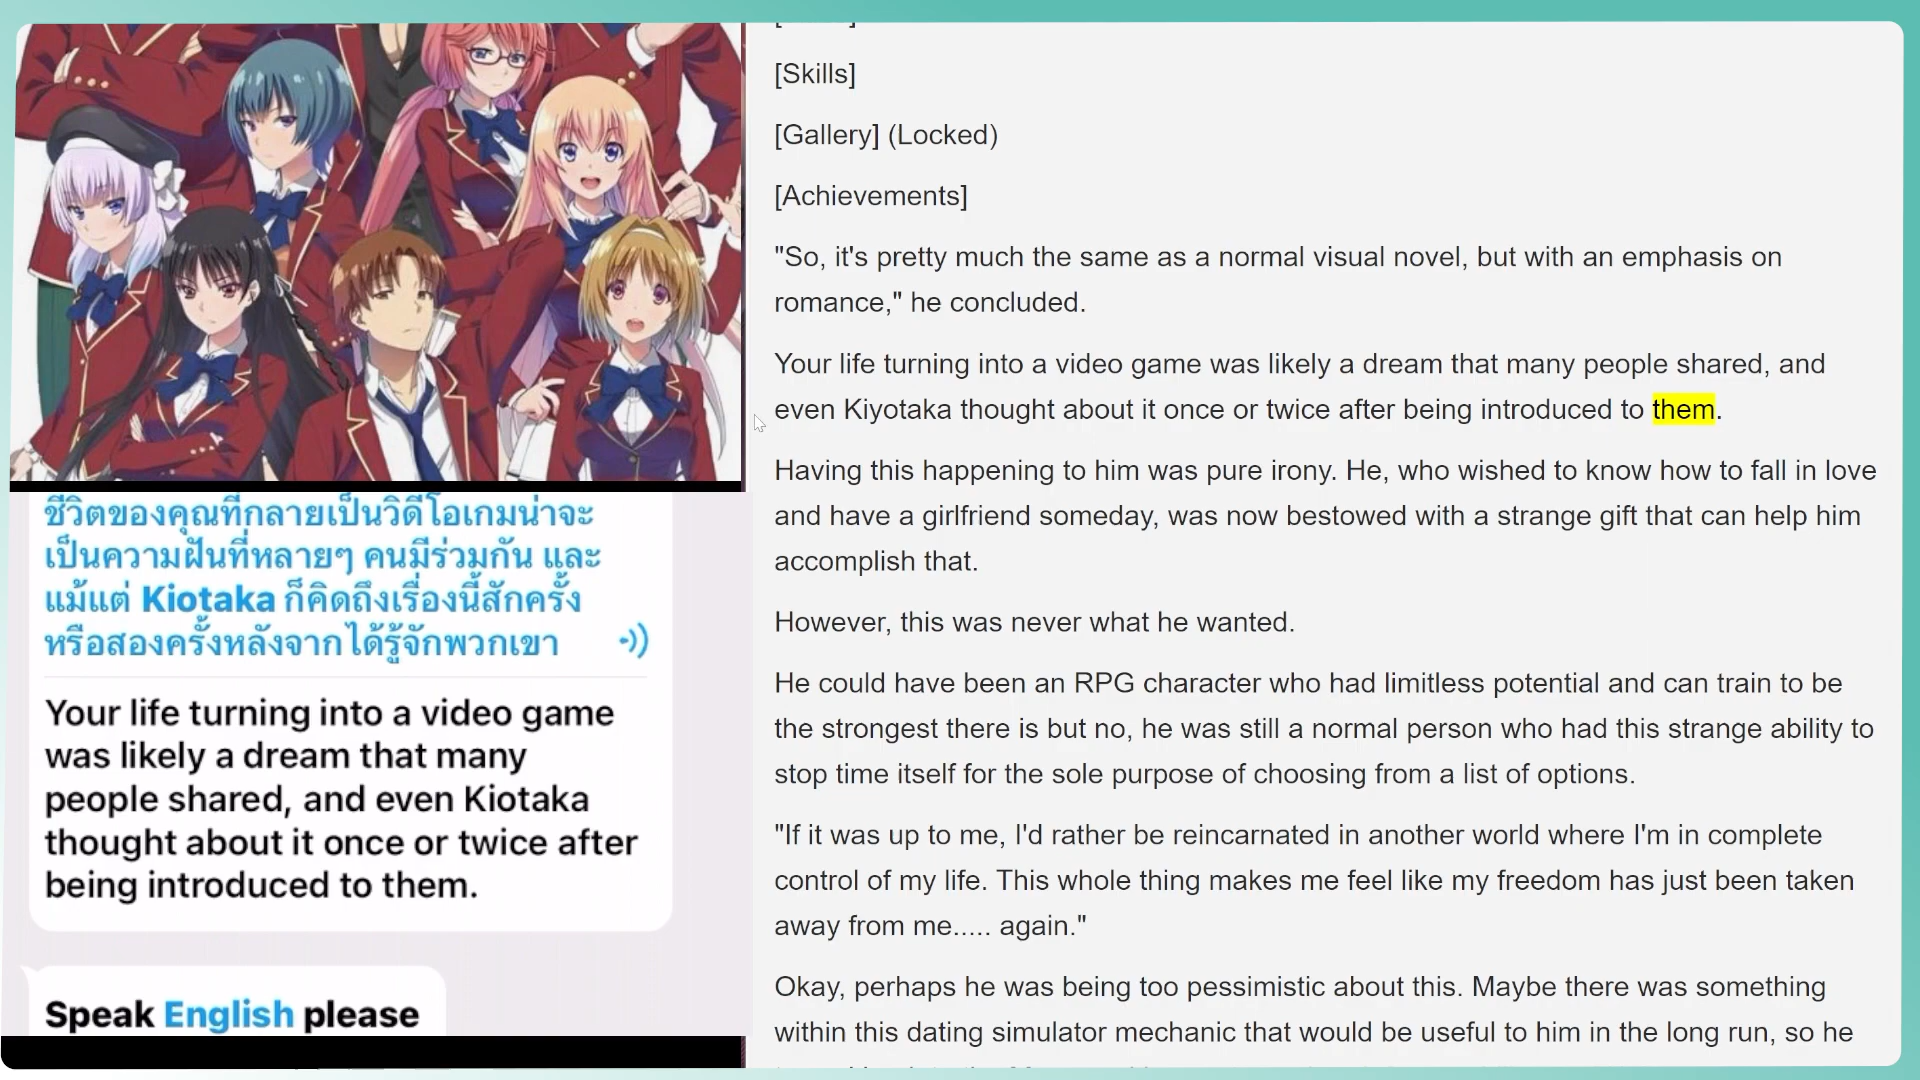 ชีวิตของคุณที่กลายเป็นวิดีโอเกมน่าจะ
เป็นความฝันที่หลายๆ คนมีร่วมกัน และ
แม้แต่ Kiotaka ก็คิดถึงเรื่องนี้สักครั้ง
หรือสองครั้งหลังจากได้รู้จักพวกเขา
Your life turning into a video game
was likely a dream that many
people shared, and even Kiotaka
thought about it once or twice after
being introduced to them.
Speak English please
[Skills]
[Gallery] (Locked)
[Achievements]
"So, it's pretty much the same as a normal visual novel, but with an emphasis on
romance," he concluded.
Your life turning into a video game was likely a dream that many people shared, and
even Kiyotaka thought about it once or twice after being introduced to them.
Having this happening to him was pure irony. He, who wished to know how to fall in love
and have a girlfriend someday, was now bestowed with a strange gift that can help him
accomplish that.
However, this was never what he wanted.
He could have been an RPG character who had limitless potential and can train to be
the strongest there is but no, he was still a normal person who had this strange ability to
stop time itself for the sole purpose of choosing from a list of options.
"If it was up to me, I'd rather be reincarnated in another world where I'm in complete
control of my life. This whole thing makes me feel like my freedom has just been taken
away from me..... again."
Okay, perhaps he was being too pessimistic about this. Maybe there was something
within this dating simulator mechanic that would be useful to him in the long run, so he